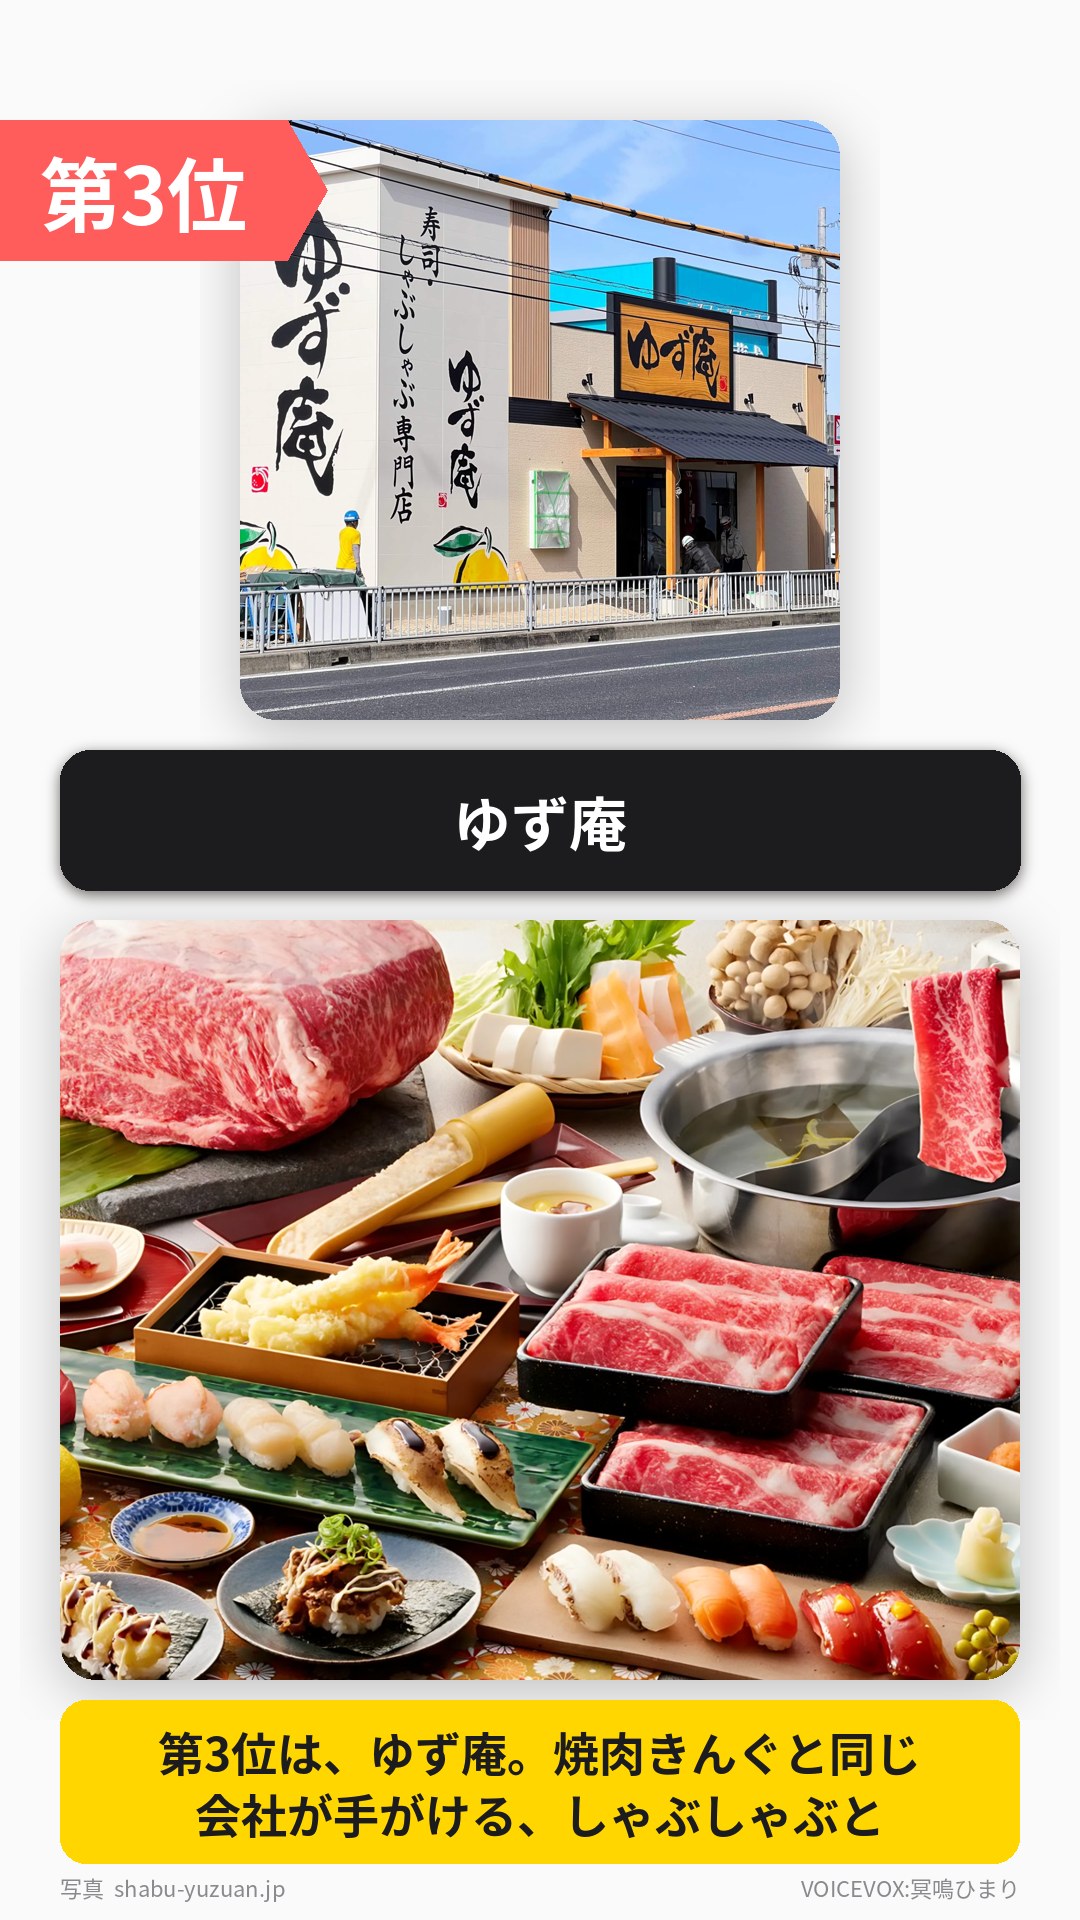 第3位
ゆず庵
寿司・
しゃぶしゃぶ専門店
ゆず庵
ゆず庵
ゆず庵
第3位は、ゆず庵。焼肉きんぐと同じ
会社が手がける、しゃぶしゃぶと
写真 shabu-yuzuan.jp
VOICEVOX:冥鳴ひまり